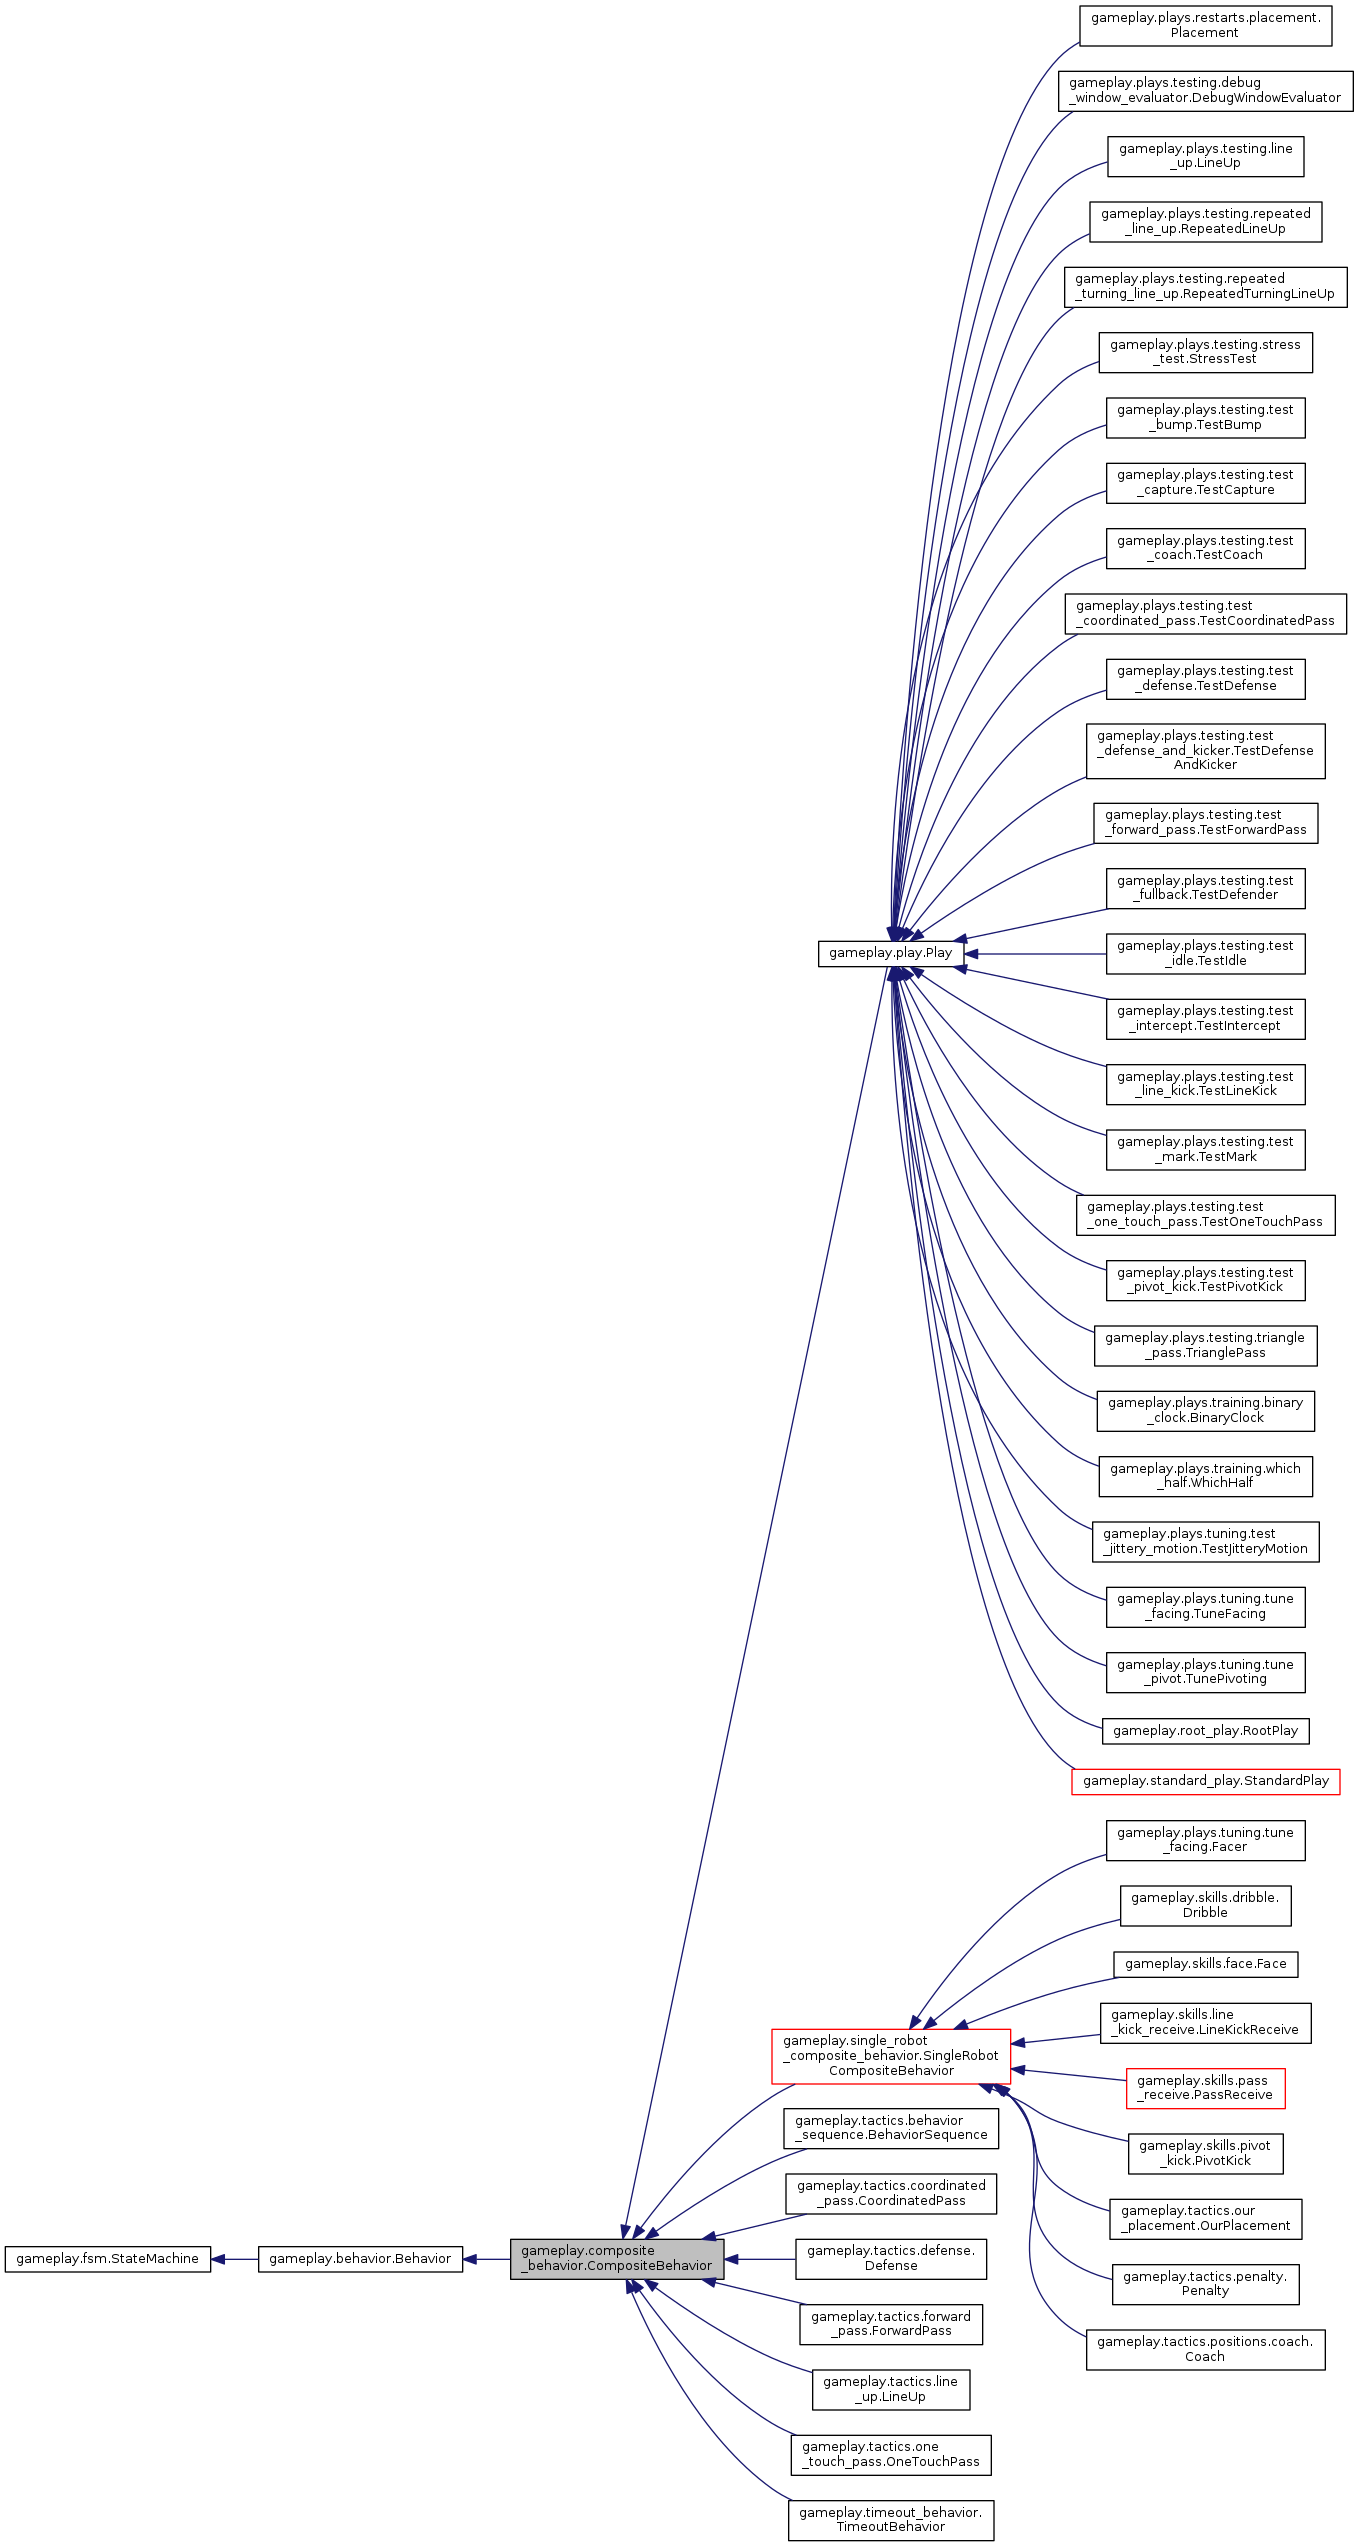 gameplay.plays.restarts.placement.
Placement
gameplay.plays.testing.debug
_window_evaluator.DebugWindowEvaluator
gameplay.plays.testing.line
_up.LineUp
gameplay.plays.testing.repeated
_line_up.RepeatedLineUp
gameplay.plays.testing.repeated
_turning_line_up.RepeatedTurningLineUp
gameplay.plays.testing.stress
_test.StressTest
gameplay.plays.testing.test
_bump.TestBump
gameplay.plays.testing.test
_capture.TestCapture
gameplay.plays.testing.test
_coach.TestCoach
gameplay.plays.testing.test
_coordinated_pass.TestCoordinatedPass
gameplay.plays.testing.test
_defense.TestDefense
gameplay.plays.testing.test
_defense_and_kicker.TestDefense
AndKicker
gameplay.plays.testing.test
_forward_pass.TestForwardPass
gameplay.plays.testing.test
_fullback.TestDefender
gameplay.play.Play
gameplay.plays.testing.test
_idle.TestIdle
gameplay.plays.testing.test
_intercept.TestIntercept
gameplay.plays.testing.test
_line_kick.TestLineKick
gameplay.plays.testing.test
_mark.TestMark
gameplay.plays.testing.test
_one_touch_pass.TestOneTouchPass
gameplay.plays.testing.test
_pivot_kick.TestPivotKick
gameplay.plays.testing.triangle
_pass.TrianglePass
gameplay.plays.training.binary
_clock.BinaryClock
gameplay.plays.training.which
_half.WhichHalf
gameplay.plays.tuning.test
_jittery_motion.TestJitteryMotion
gameplay.plays.tuning.tune
_facing.TuneFacing
gameplay.plays.tuning.tune
_pivot.TunePivoting
gameplay.root_play.RootPlay
gameplay.standard_play.StandardPlay
gameplay.plays.tuning.tune
_facing.Facer
gameplay.skills.dribble.
Dribble
gameplay.skills.face.Face
gameplay.skills.line
_kick_receive.LineKickReceive
gameplay.single_robot
_composite_behavior.SingleRobot
CompositeBehavior
gameplay.skills.pass
_receive.PassReceive
gameplay.skills.pivot
_kick.PivotKick
gameplay.tactics.our
_placement.OurPlacement
gameplay.tactics.penalty.
Penalty
gameplay.tactics.positions.coach.
Coach
gameplay.tactics.behavior
_sequence.BehaviorSequence
gameplay.tactics.coordinated
_pass.CoordinatedPass
gameplay.fsm.StateMachine
gameplay.behavior.Behavior
gameplay.composite
_behavior.CompositeBehavior
gameplay.tactics.defense.
Defense
gameplay.tactics.forward
_pass.ForwardPass
gameplay.tactics.line
_up.LineUp
gameplay.tactics.one
_touch_pass.OneTouchPass
gameplay.timeout_behavior.
TimeoutBehavior